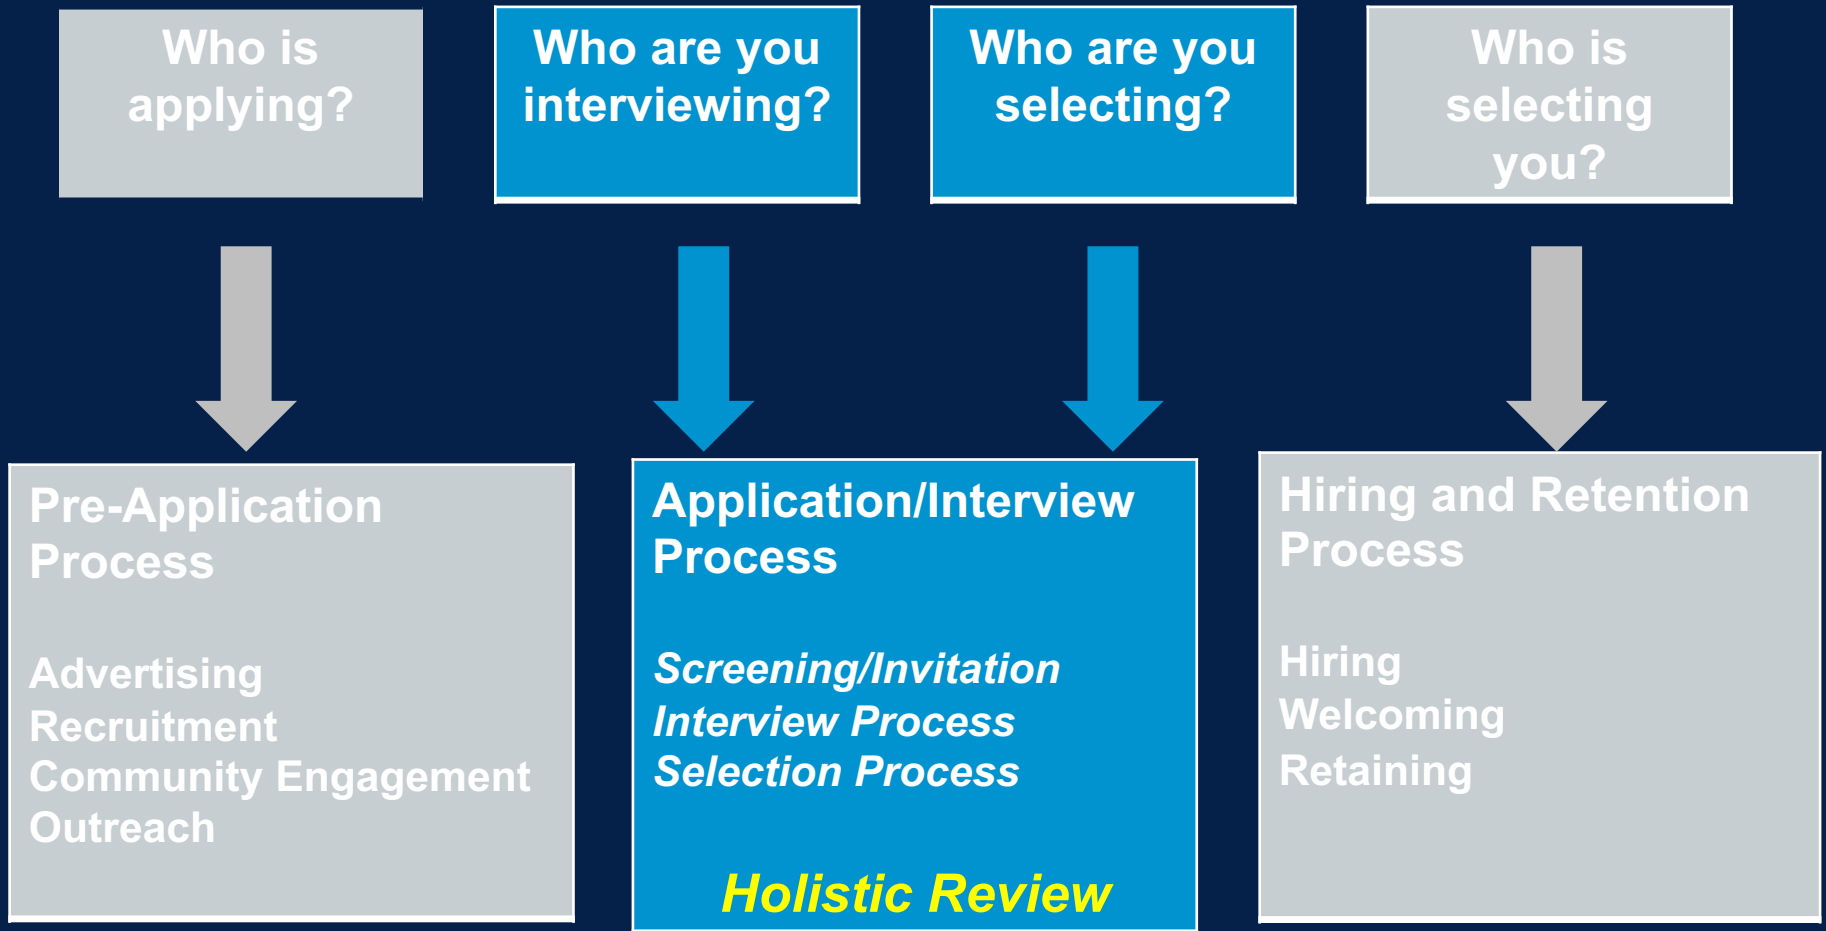 Who is
applying?
Who are you
interviewing?
Who are you
selecting?
Who is
selecting
you?
Pre-Application
Process
Advertising
Recruitment
Community Engagement
Outreach
Application/Interview
Process
Screening/Invitation
Interview Process
Selection Process
Holistic Review
Hiring and Retention
Process
Hiring
Welcoming
Retaining